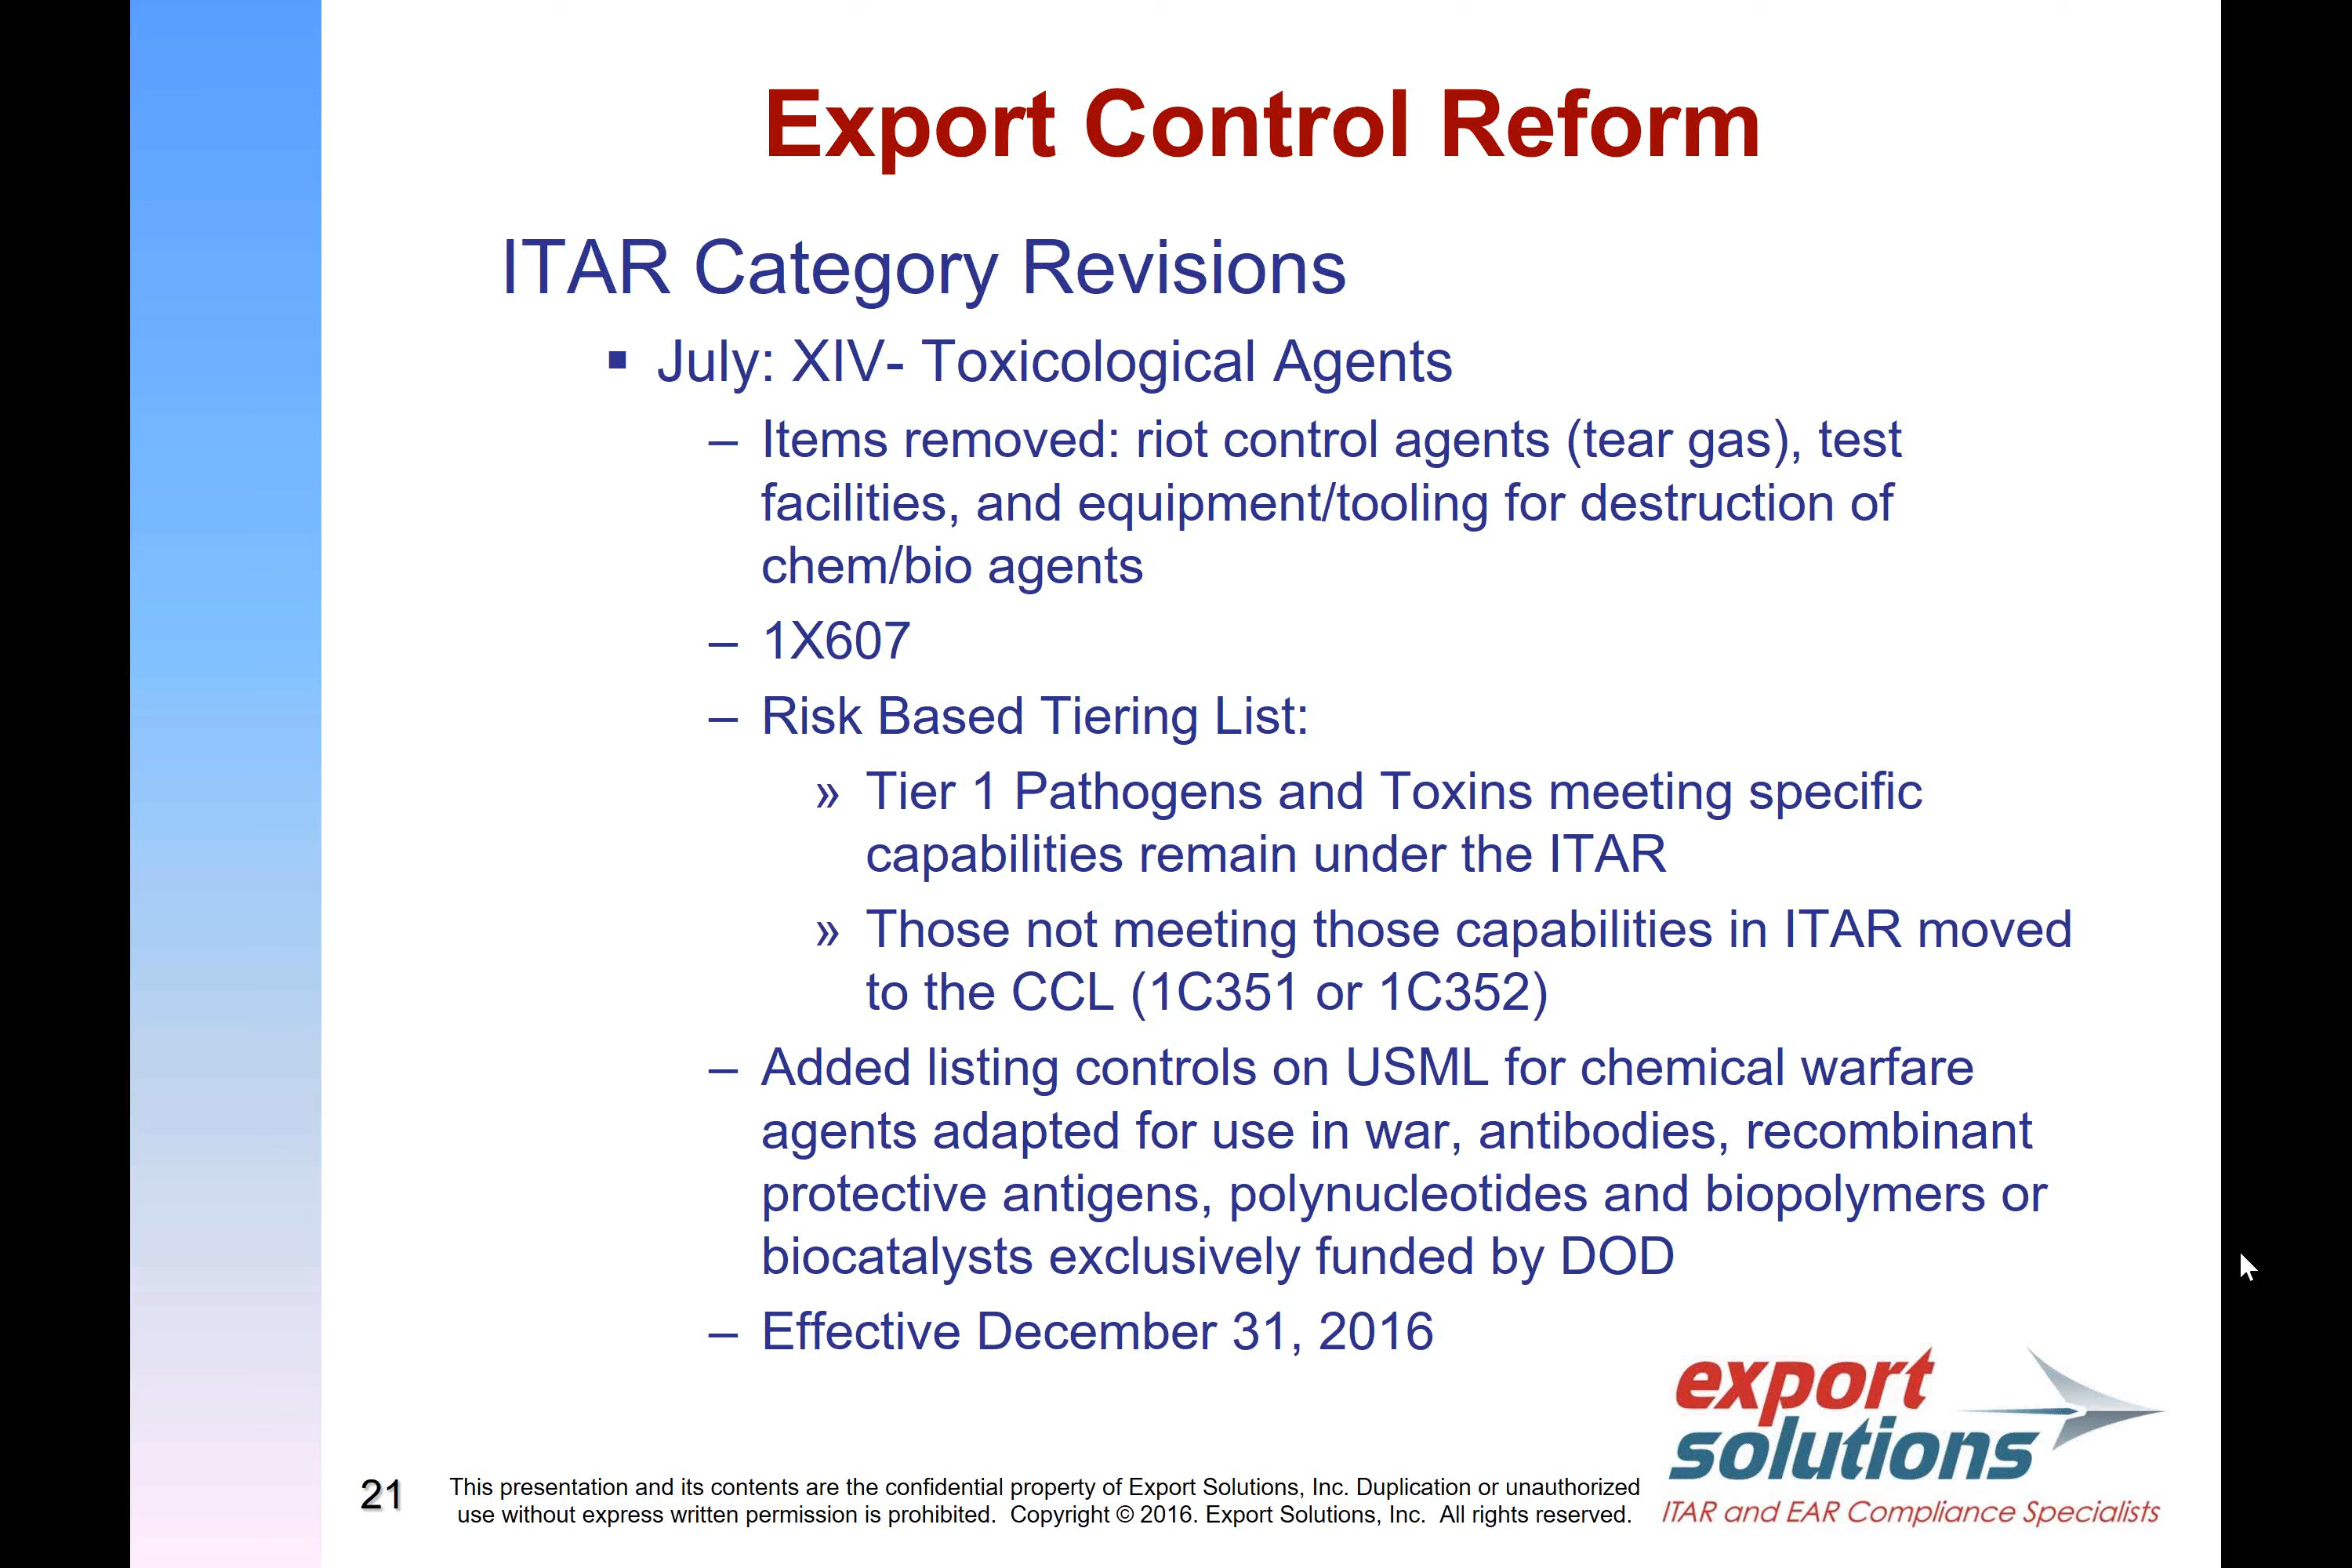 Export Control Reform
ITAR Category Revisions
▪ July: XIV- Toxicological Agents
– Items removed: riot control agents (tear gas), test
facilities, and equipment/tooling for destruction of
chem/bio agents
– 1X607
– Risk Based Tiering List:
» Tier 1 Pathogens and Toxins meeting specific
capabilities remain under the ITAR
» Those not meeting those capabilities in ITAR moved
to the CCL (1C351 or 1C352)
– Added listing controls on USML for chemical warfare
agents adapted for use in war, antibodies, recombinant
protective antigens, polynucleotides and biopolymers or
biocatalysts exclusively funded by DOD
– Effective December 31, 2016
export
solutions
ITAR and EAR Compliance Specialists
21
This presentation and its contents are the confidential property of Export Solutions, Inc. Duplication or unauthorized
use without express written permission is prohibited. Copyright © 2016. Export Solutions, Inc. All rights reserved.